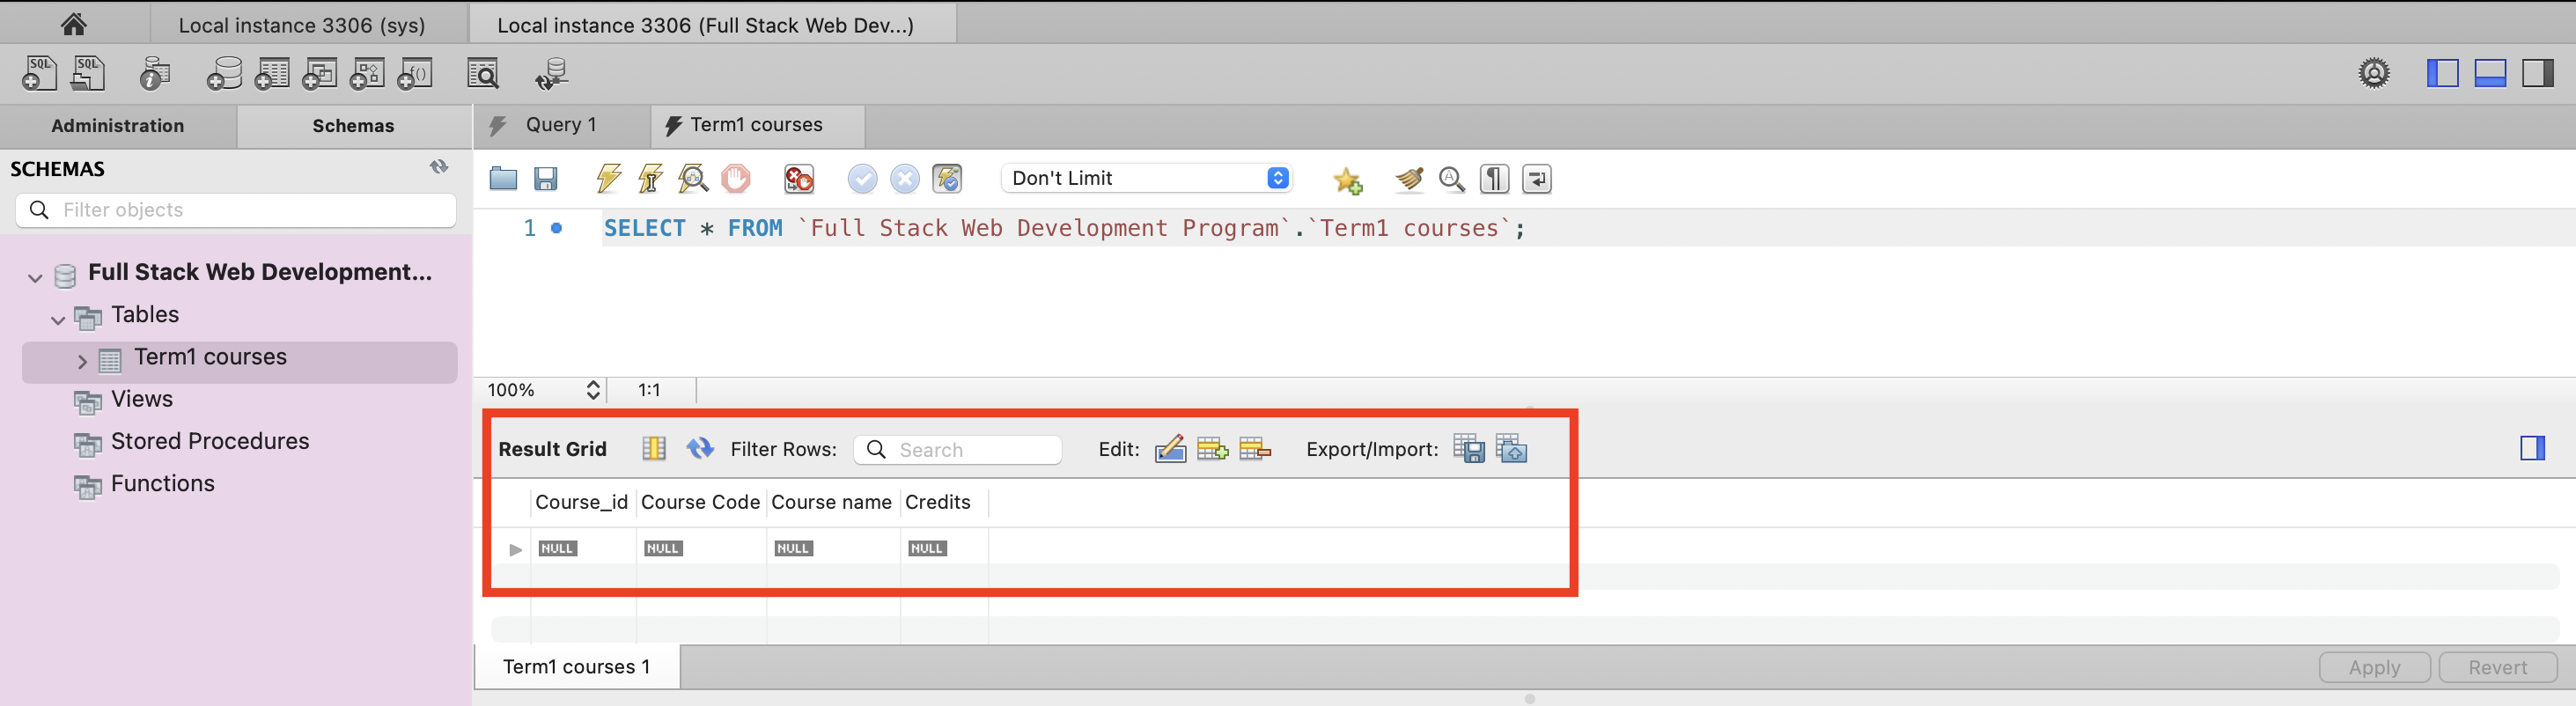 Local instance 3306 (sys)
Local instance 3306 (Full Stack Web Dev...)
SQL
SQL
Administration
Schemas
Query 1
Term1 courses
SCHEMAS
Filter objects
Don't Limit
1
SELECT * FROM `Full Stack Web Development Program`.`Term1 courses`;
Full Stack Web Development...
Tables
Term1 courses
Views
Stored Procedures
Functions
100%
1:1
Result Grid
Filter Rows:
Search
Edit:
Export/Import:
Course_id
Course Code
Course name
Credits
NULL
NULL
NULL
NULL
Term1 courses 1
Apply
Revert